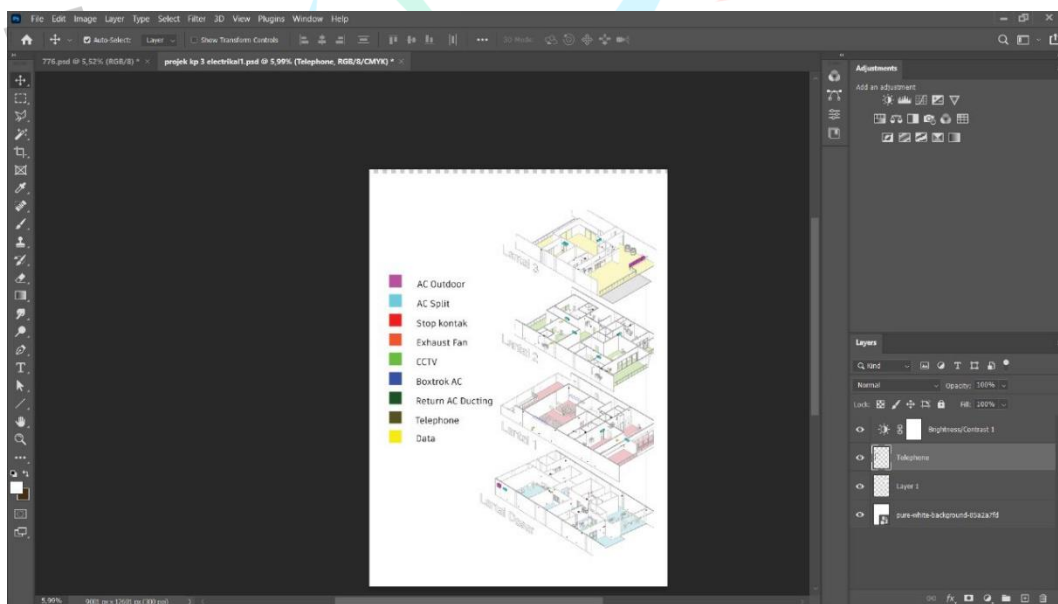 File Edit Image Layer Type Select Filter 3D View Plugins Window Help
Auto-Select: Layer Show Transform Controls 3D Mode:
776.psd @ 5,52% (RGB/8) * × projek kp 3 electrikal1.psd @ 5,99% (Telephone, RGB/8/CMYK) * ×
Adjustments
Add an adjustment
Lantai 3
AC Outdoor
AC Split
Stop kontak
Exhaust Fan
CCTV
Boxtrok AC
Return AC Ducting
Telephone
Data
Lantai 2
Lantai 1
Lantai Dasar
Layers
Kind
Normal Opacity: 100%
Lock: Fill: 100%
Brightness/Contrast 1
Telephone
Layer 1
5,99%